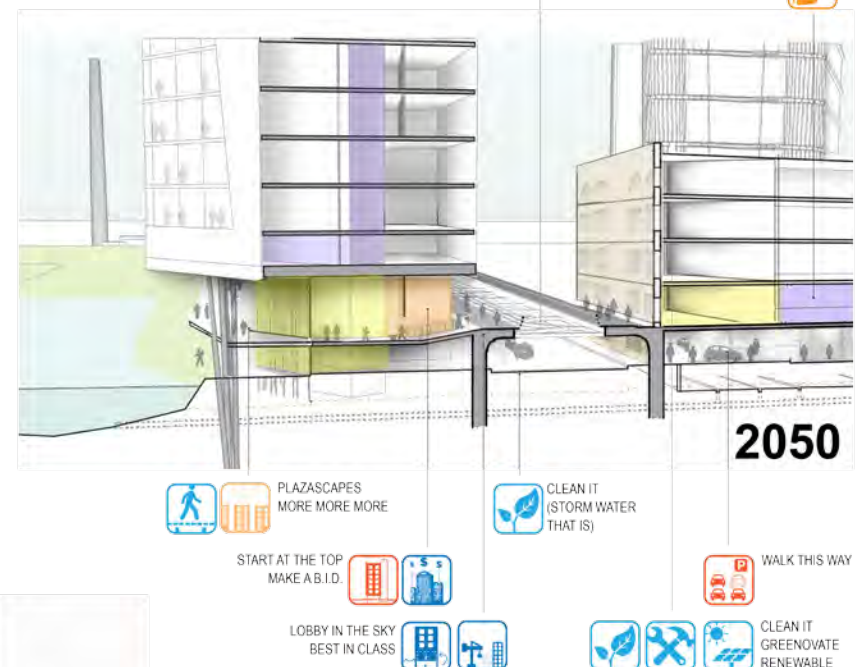 2050
PLAZASCAPES
MORE MORE MORE
CLEAN IT
(STORM WATER
THAT IS)
START AT THE TOP
MAKE A B.I.D.
P
WALK THIS WAY
$ $ $
LOBBY IN THE SKY
BEST IN CLASS
CLEAN IT
GREENOVATE
RENEWABLE